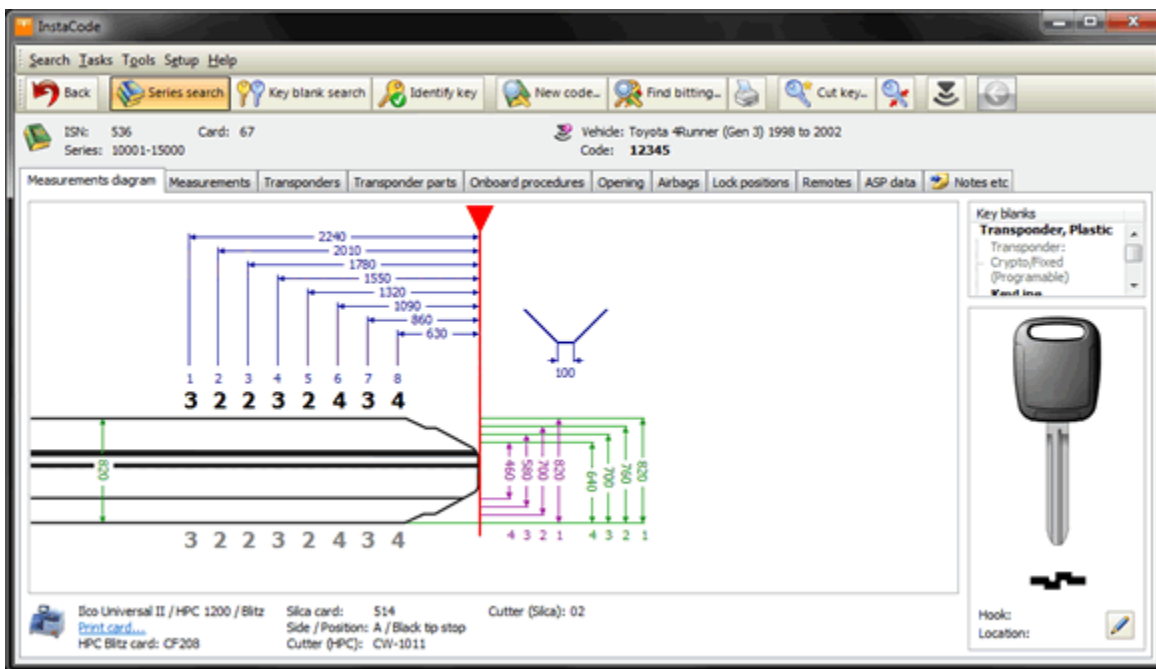 InstaCode
Search Tasks Tools Setup Help
Back Series search Key blank search Identify key New code... Find bitting... Cut key...
ISN: 536 Card: 67 Vehicle: Toyota 4Runner (Gen 3) 1998 to 2002
Series: 10001-15000 Code: 12345
Measurements diagram Measurements Transponders Transponder parts Onboard procedures Opening Airbags Lock positions Remotes ASP data Notes etc
Key blanks
Transponder, Plastic
Transponder:
Crypto/Fixed
(Programable)
KeyLine
2240
2010
1780
1550
1320
1090
860
630
100
1 2 3 4 5 6 7 8
3 2 2 3 2 4 3 4
820
460 580 700 820 640 700 760 820
4 3 2 1 4 3 2 1
3 2 2 3 2 4 3 4
Ilco Universal II / HPC 1200 / Blitz Silca card: 514 Cutter (Silca): 02
Print card... Side / Position: A / Black tip stop
HPC Blitz card: CF208 Cutter (HPC): CW-1011
Hook:
Location: